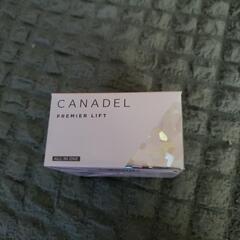 CANADEL
PREMIER LIFT
ALL IN ONE